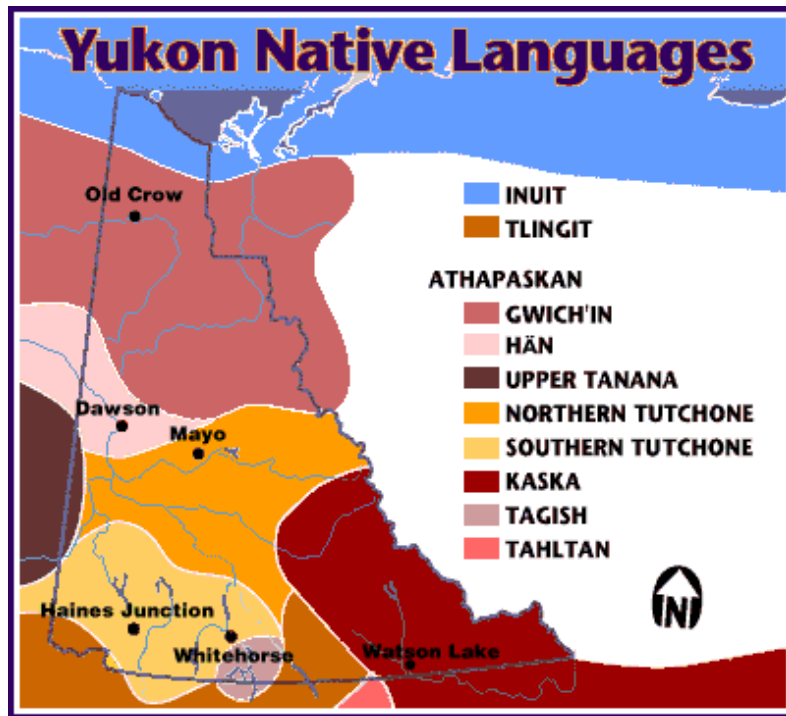 Yukon Native Languages
Old Crow
INUIT
TLINGIT
ATHAPASKAN
GWICH'IN
HÄN
UPPER TANANA
Dawson
NORTHERN TUTCHONE
Mayo
SOUTHERN TUTCHONE
KASKA
TAGISH
TAHLTAN
N
Haines Junction
Whitehorse
Watson Lake